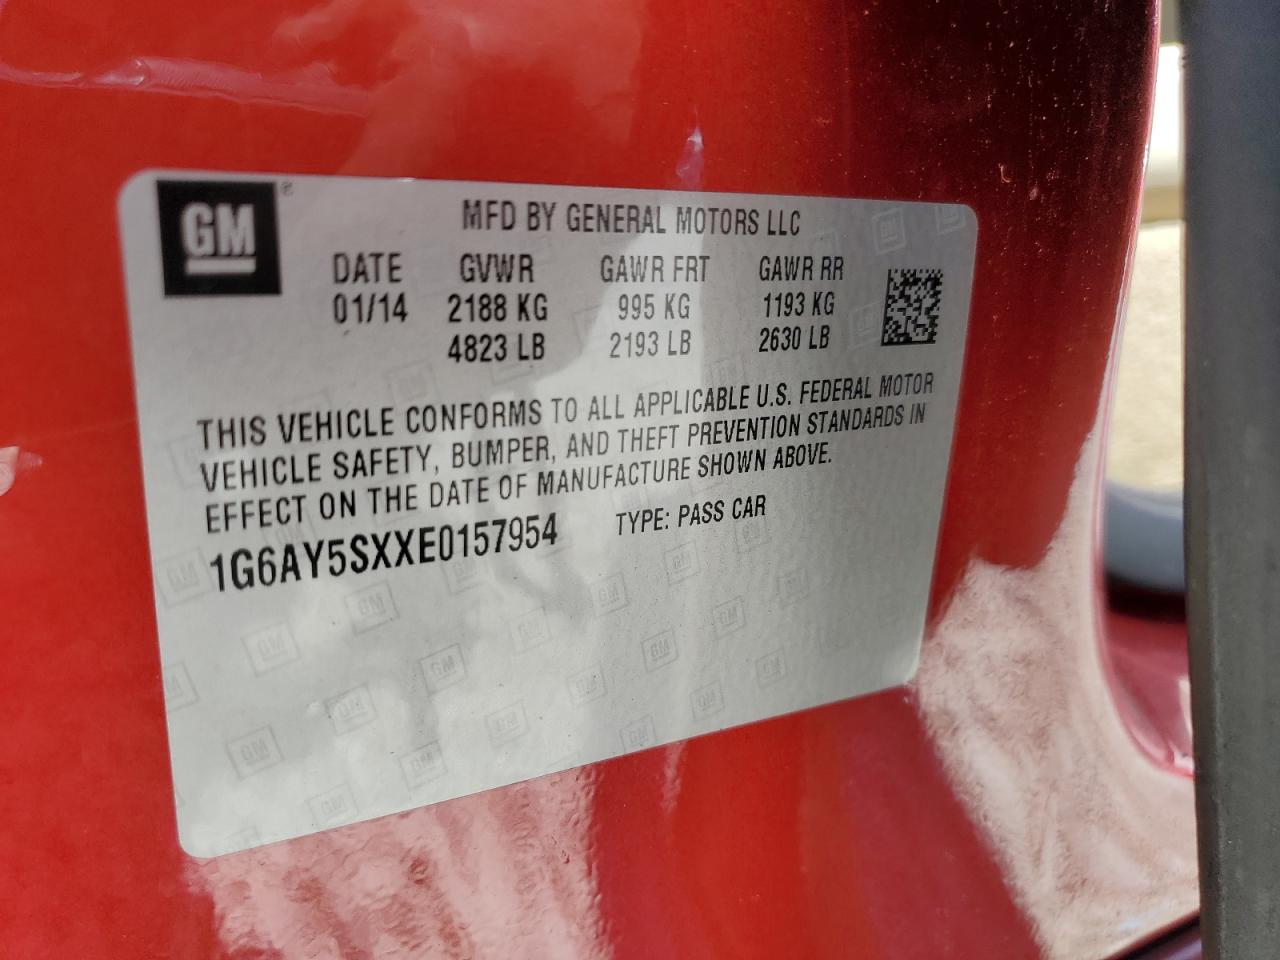 GM®
MFD BY GENERAL MOTORS LLC
DATE GVWR GAWR FRT GAWR RR
01/14 2188 KG 995 KG 1193 KG
4823 LB 2193 LB 2630 LB
THIS VEHICLE CONFORMS TO ALL APPLICABLE U.S. FEDERAL MOTOR
VEHICLE SAFETY, BUMPER, AND THEFT PREVENTION STANDARDS IN
EFFECT ON THE DATE OF MANUFACTURE SHOWN ABOVE.
1G6AY5SXXE0157954 TYPE: PASS CAR